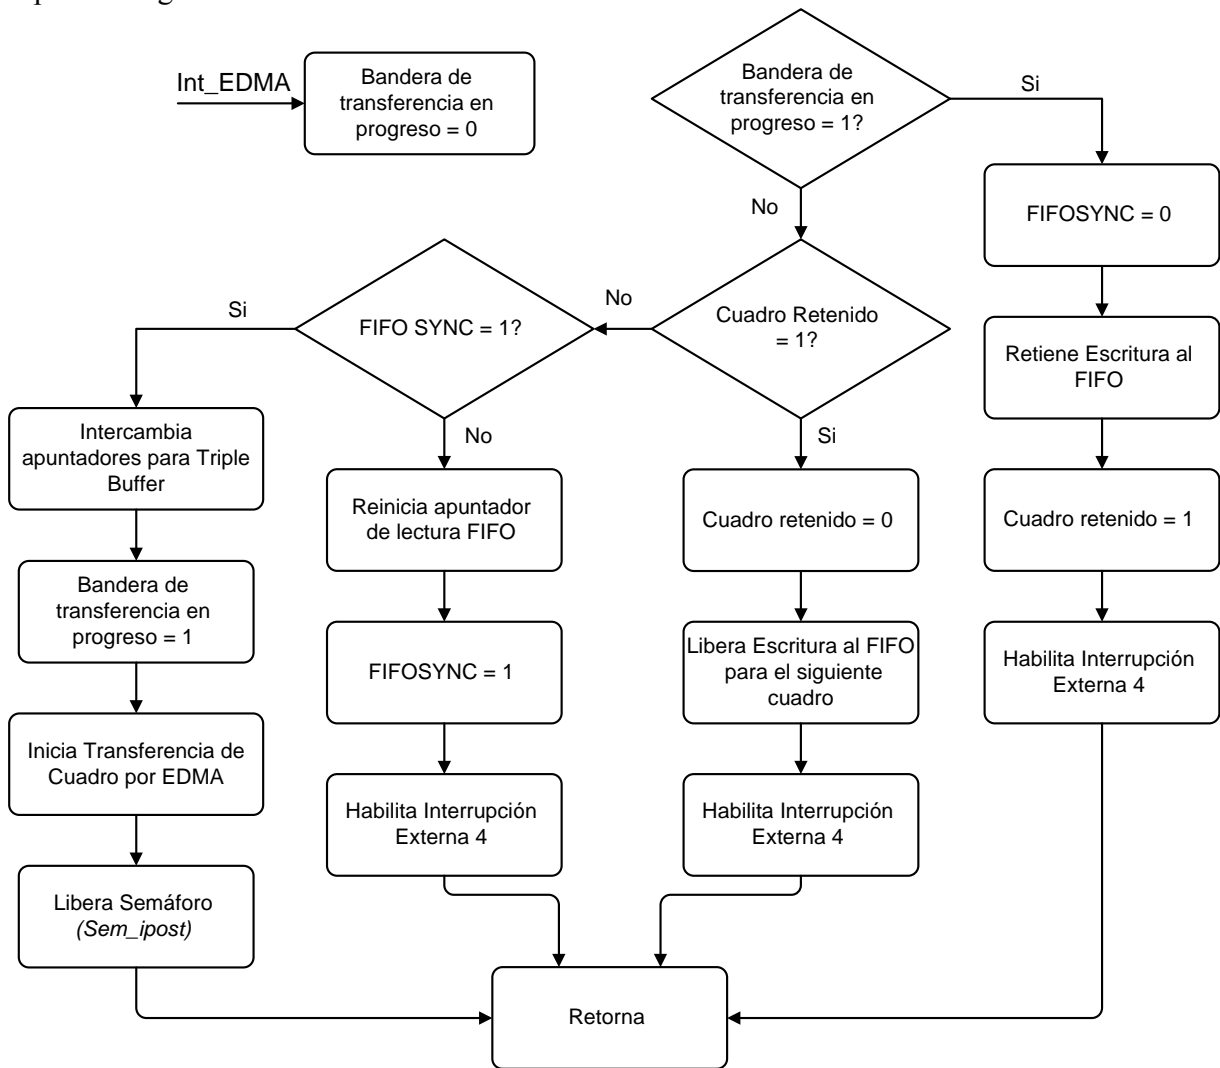 Int_EDMA
Bandera de
transferencia en
progreso = 0
Bandera de
transferencia en
progreso = 1?
Si
No
FIFOSYNC = 0
Cuadro Retenido
= 1?
No
FIFO SYNC = 1?
Si
Retiene Escritura al
FIFO
Intercambia
apuntadores para Triple
Buffer
No
Si
Reinicia apuntador
de lectura FIFO
Cuadro retenido = 0
Cuadro retenido = 1
Bandera de
transferencia en
progreso = 1
FIFOSYNC = 1
Libera Escritura al FIFO
para el siguiente
cuadro
Habilita Interrupción
Externa 4
Inicia Transferencia de
Cuadro por EDMA
Habilita Interrupción
Externa 4
Habilita Interrupción
Externa 4
Libera Semáforo
(Sem_ipost)
Retorna